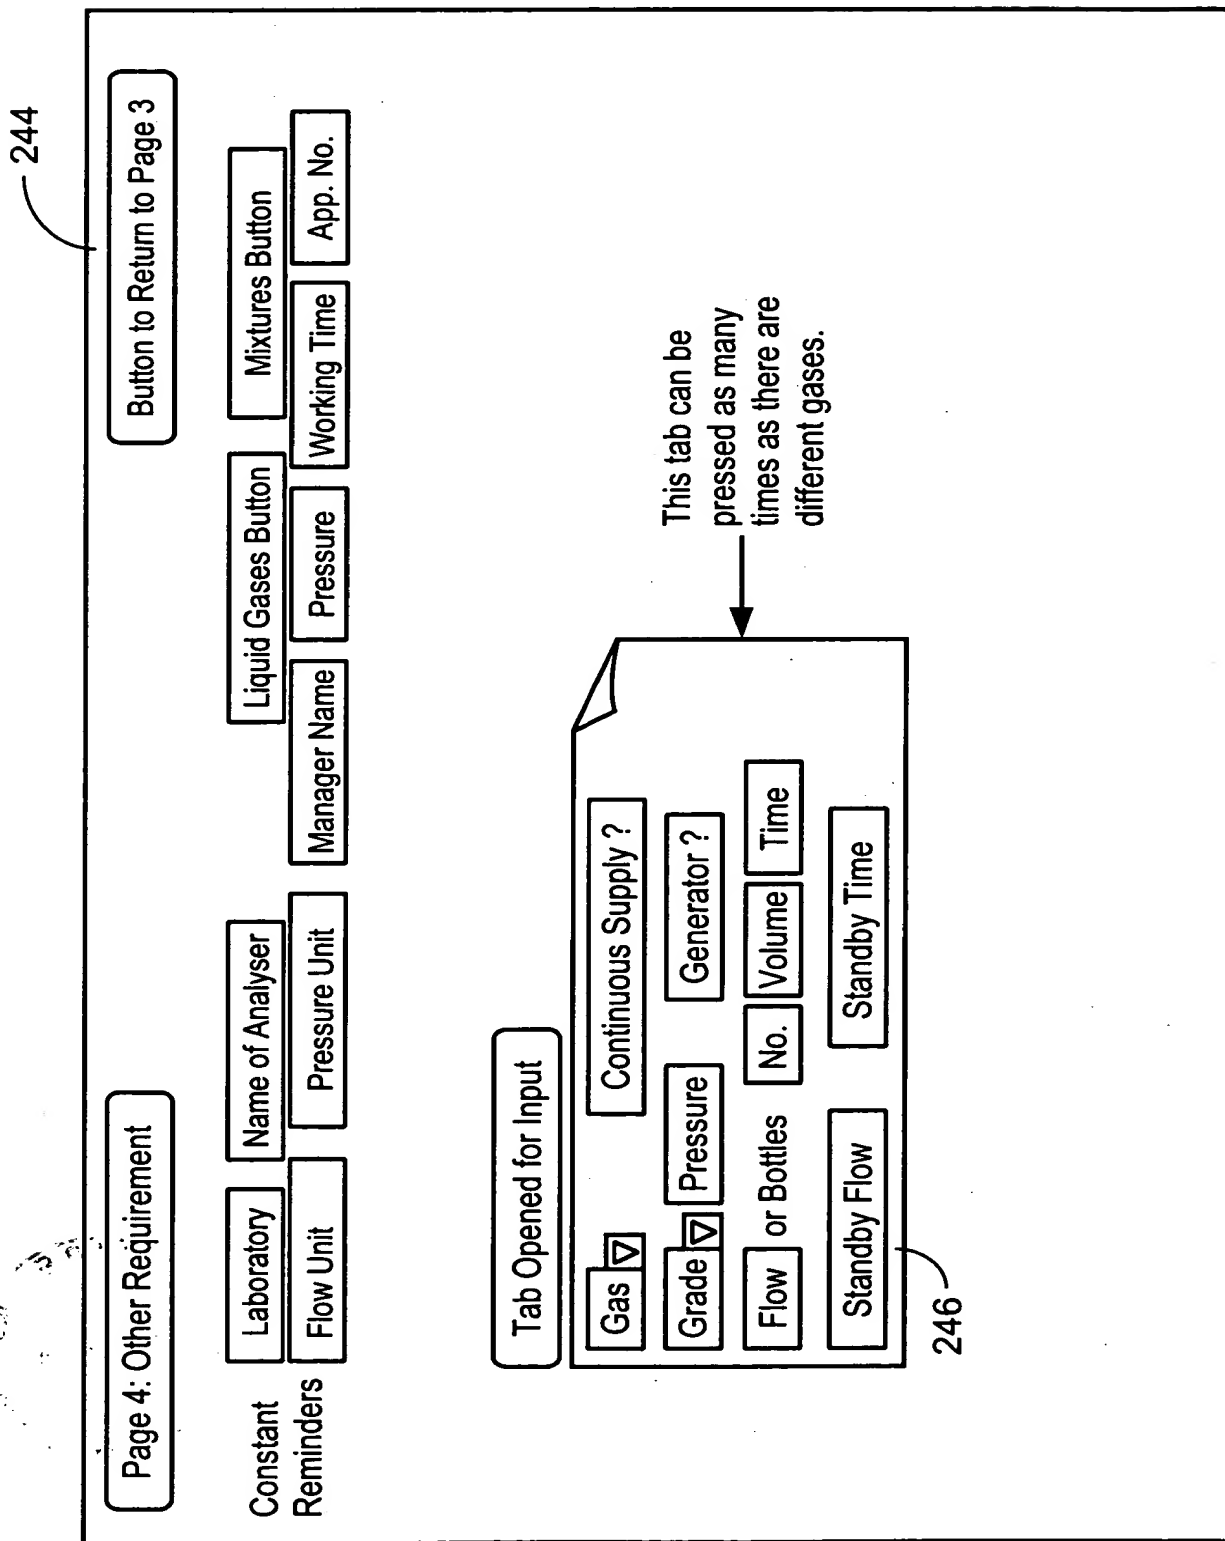 244
Page 4: Other Requirement
Button to Return to Page 3
Constant
Reminders
Laboratory
Name of Analyser
Liquid Gases Button
Mixtures Button
Flow Unit
Pressure Unit
Manager Name
Pressure
Working Time
App. No.
Tab Opened for Input
Gas
Continuous Supply ?
Grade
Pressure
Generator ?
Flow
or Bottles
No.
Volume
Time
Standby Flow
Standby Time
246
This tab can be
pressed as many
times as there are
different gases.